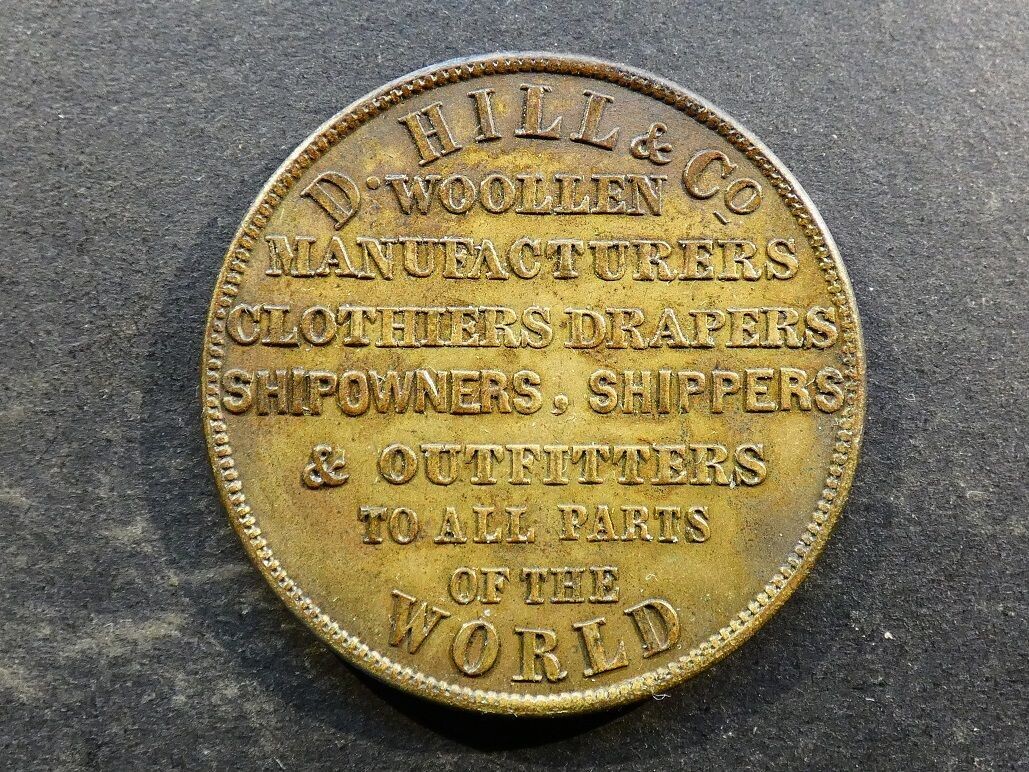 D. HILL & Co
WOOLLEN
MANUFACTURERS
CLOTHIERS DRAPERS
SHIPOWNERS, SHIPPERS
& OUTFITTERS
TO ALL PARTS
OF THE
WORLD